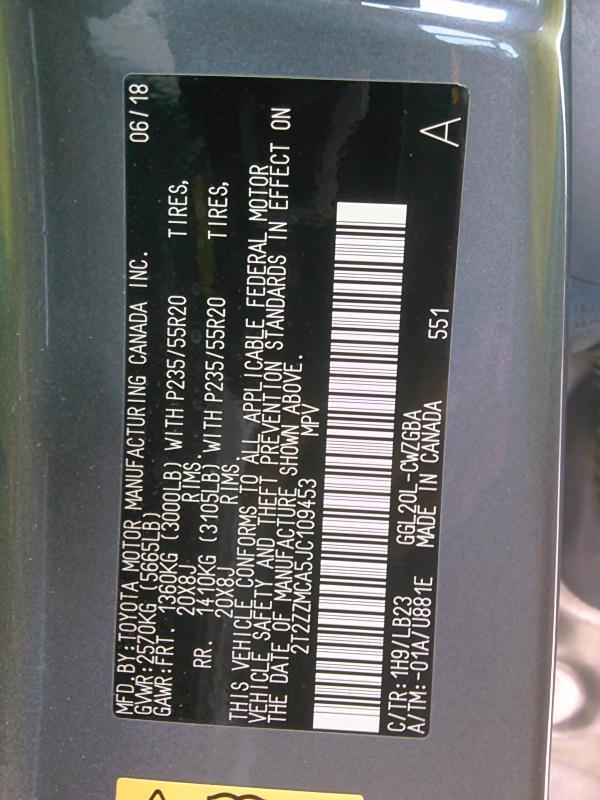 MFD.BY:TOYOTA MOTOR MANUFACTURING CANADA INC. 06/18
GVWR:2570KG (5665LB)
GAWR:FRT. 1360KG (3000LB) WITH P235/55R20 TIRES,
20X8J RIMS
RR. 1410KG (3105LB) WITH P235/55R20 TIRES,
20X8J RIMS
THIS VEHICLE CONFORMS TO ALL APPLICABLE FEDERAL MOTOR
VEHICLE SAFETY AND THEFT PREVENTION STANDARDS IN EFFECT ON
THE DATE OF MANUFACTURE SHOWN ABOVE.
2T2ZZMCA5JC109453 MPV
C/TR:1H9/LB23 GGL20L-CWZGBA 551 A
A/TM:-01A/U881E MADE IN CANADA